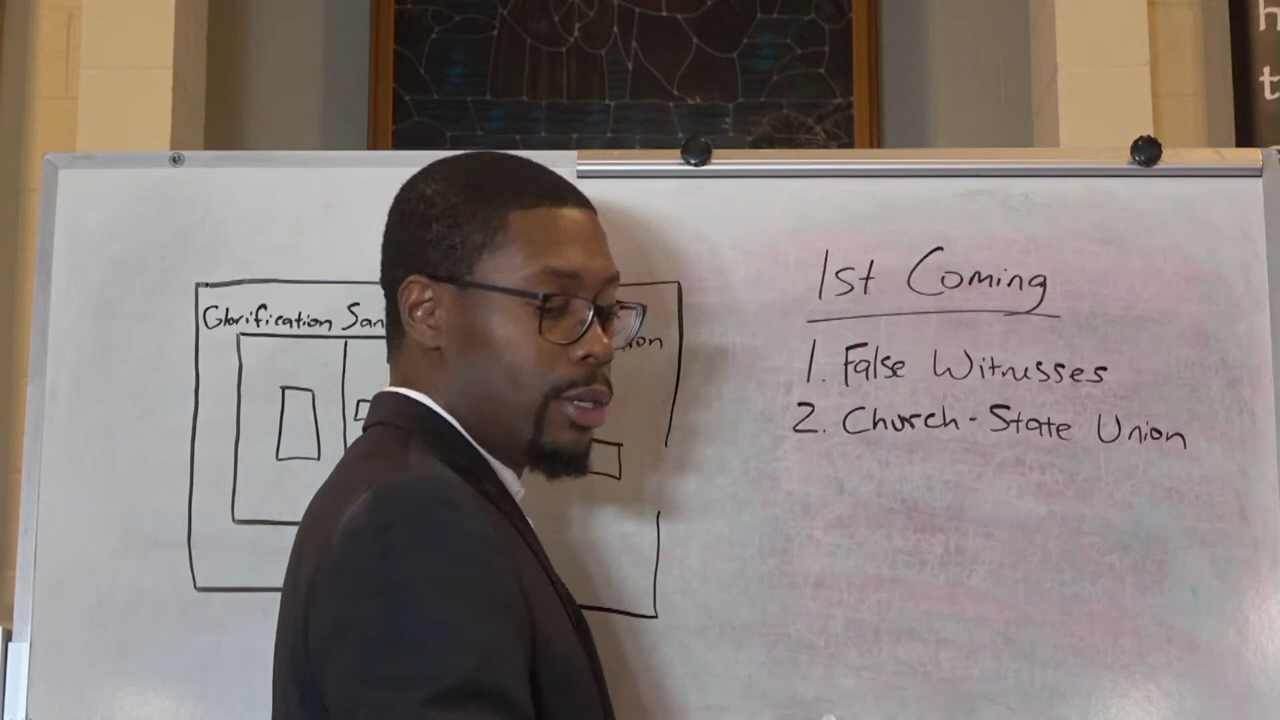 Glorification San
1st Coming
1. False Witnesses
2. Church-State Union